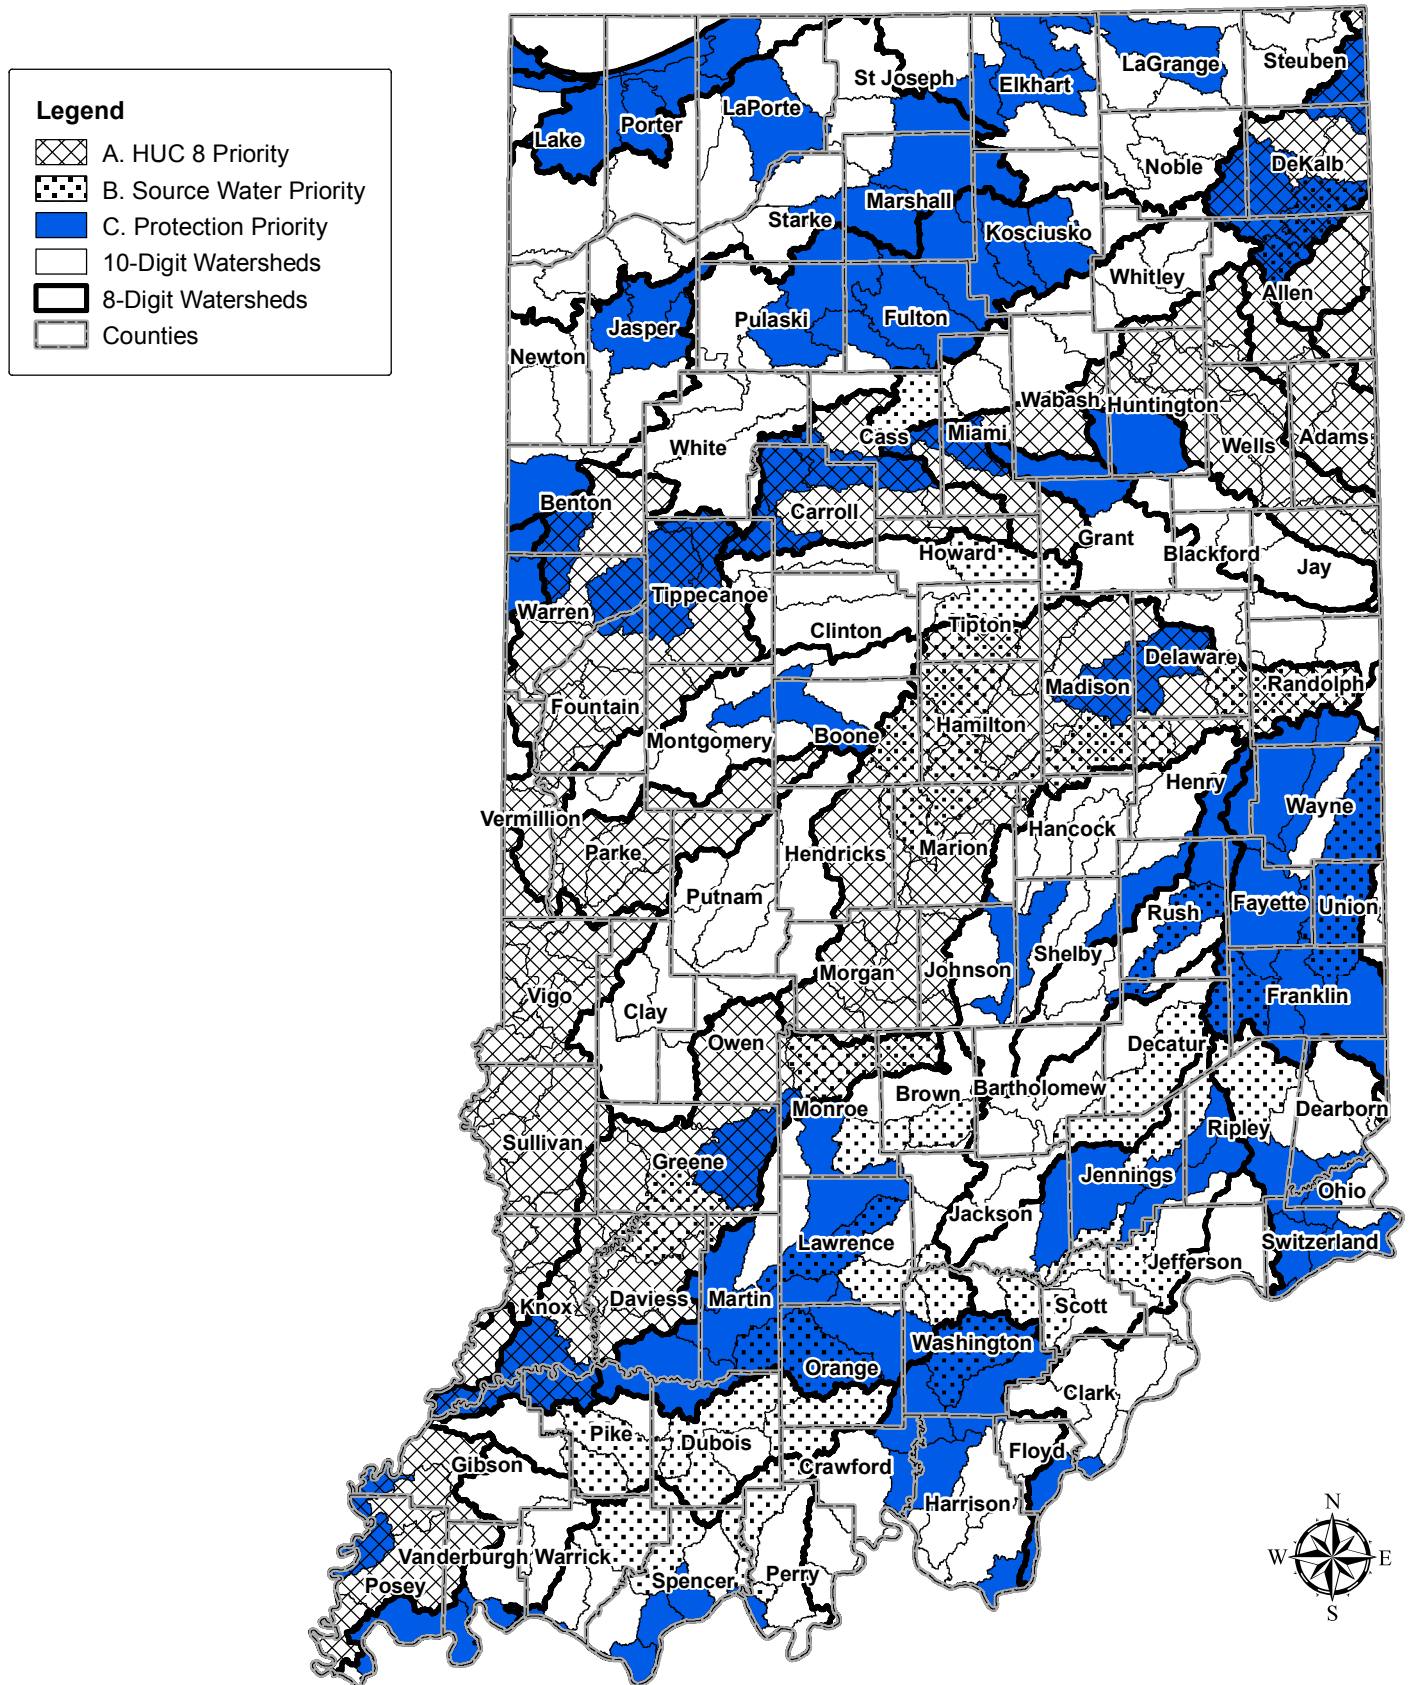 Legend
A. HUC 8 Priority
B. Source Water Priority
C. Protection Priority
10-Digit Watersheds
8-Digit Watersheds
Counties
St Joseph
Elkhart
LaGrange
Steuben
Lake
Porter
LaPorte
Noble
DeKalb
Starke
Marshall
Kosciusko
Whitley
Allen
Newton
Jasper
Pulaski
Fulton
Wabash
Huntington
Wells
Adams
White
Cass
Miami
Benton
Carroll
Grant
Blackford
Jay
Howard
Warren
Tippecanoe
Clinton
Tipton
Madison
Delaware
Randolph
Fountain
Montgomery
Boone
Hamilton
Henry
Wayne
Vermillion
Parke
Putnam
Hendricks
Marion
Hancock
Rush
Fayette
Union
Vigo
Clay
Owen
Morgan
Johnson
Shelby
Franklin
Decatur
Sullivan
Greene
Monroe
Brown
Bartholomew
Jennings
Ripley
Dearborn
Ohio
Switzerland
Knox
Daviess
Martin
Lawrence
Jackson
Scott
Jefferson
Orange
Washington
Clark
Pike
Dubois
Crawford
Floyd
Harrison
Gibson
Posey
Vanderburgh
Warrick
Spencer
Perry
N
W
E
S